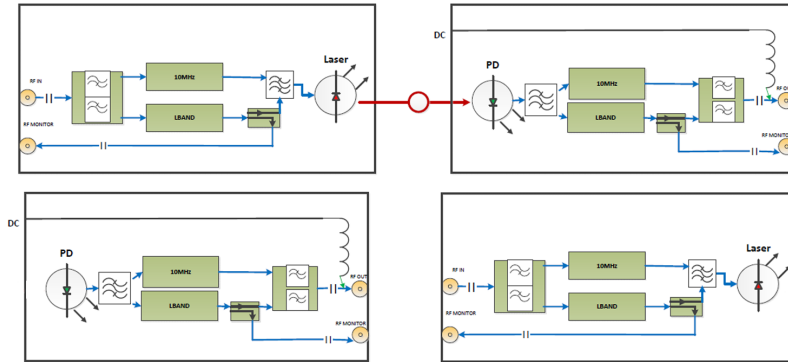 Laser
RF IN
10MHz
LBAND
RF MONITOR
DC
PD
10MHz
LBAND
RF OUT
RF MONITOR
DC
PD
10MHz
LBAND
RF OUT
RF MONITOR
Laser
RF IN
10MHz
LBAND
RF MONITOR